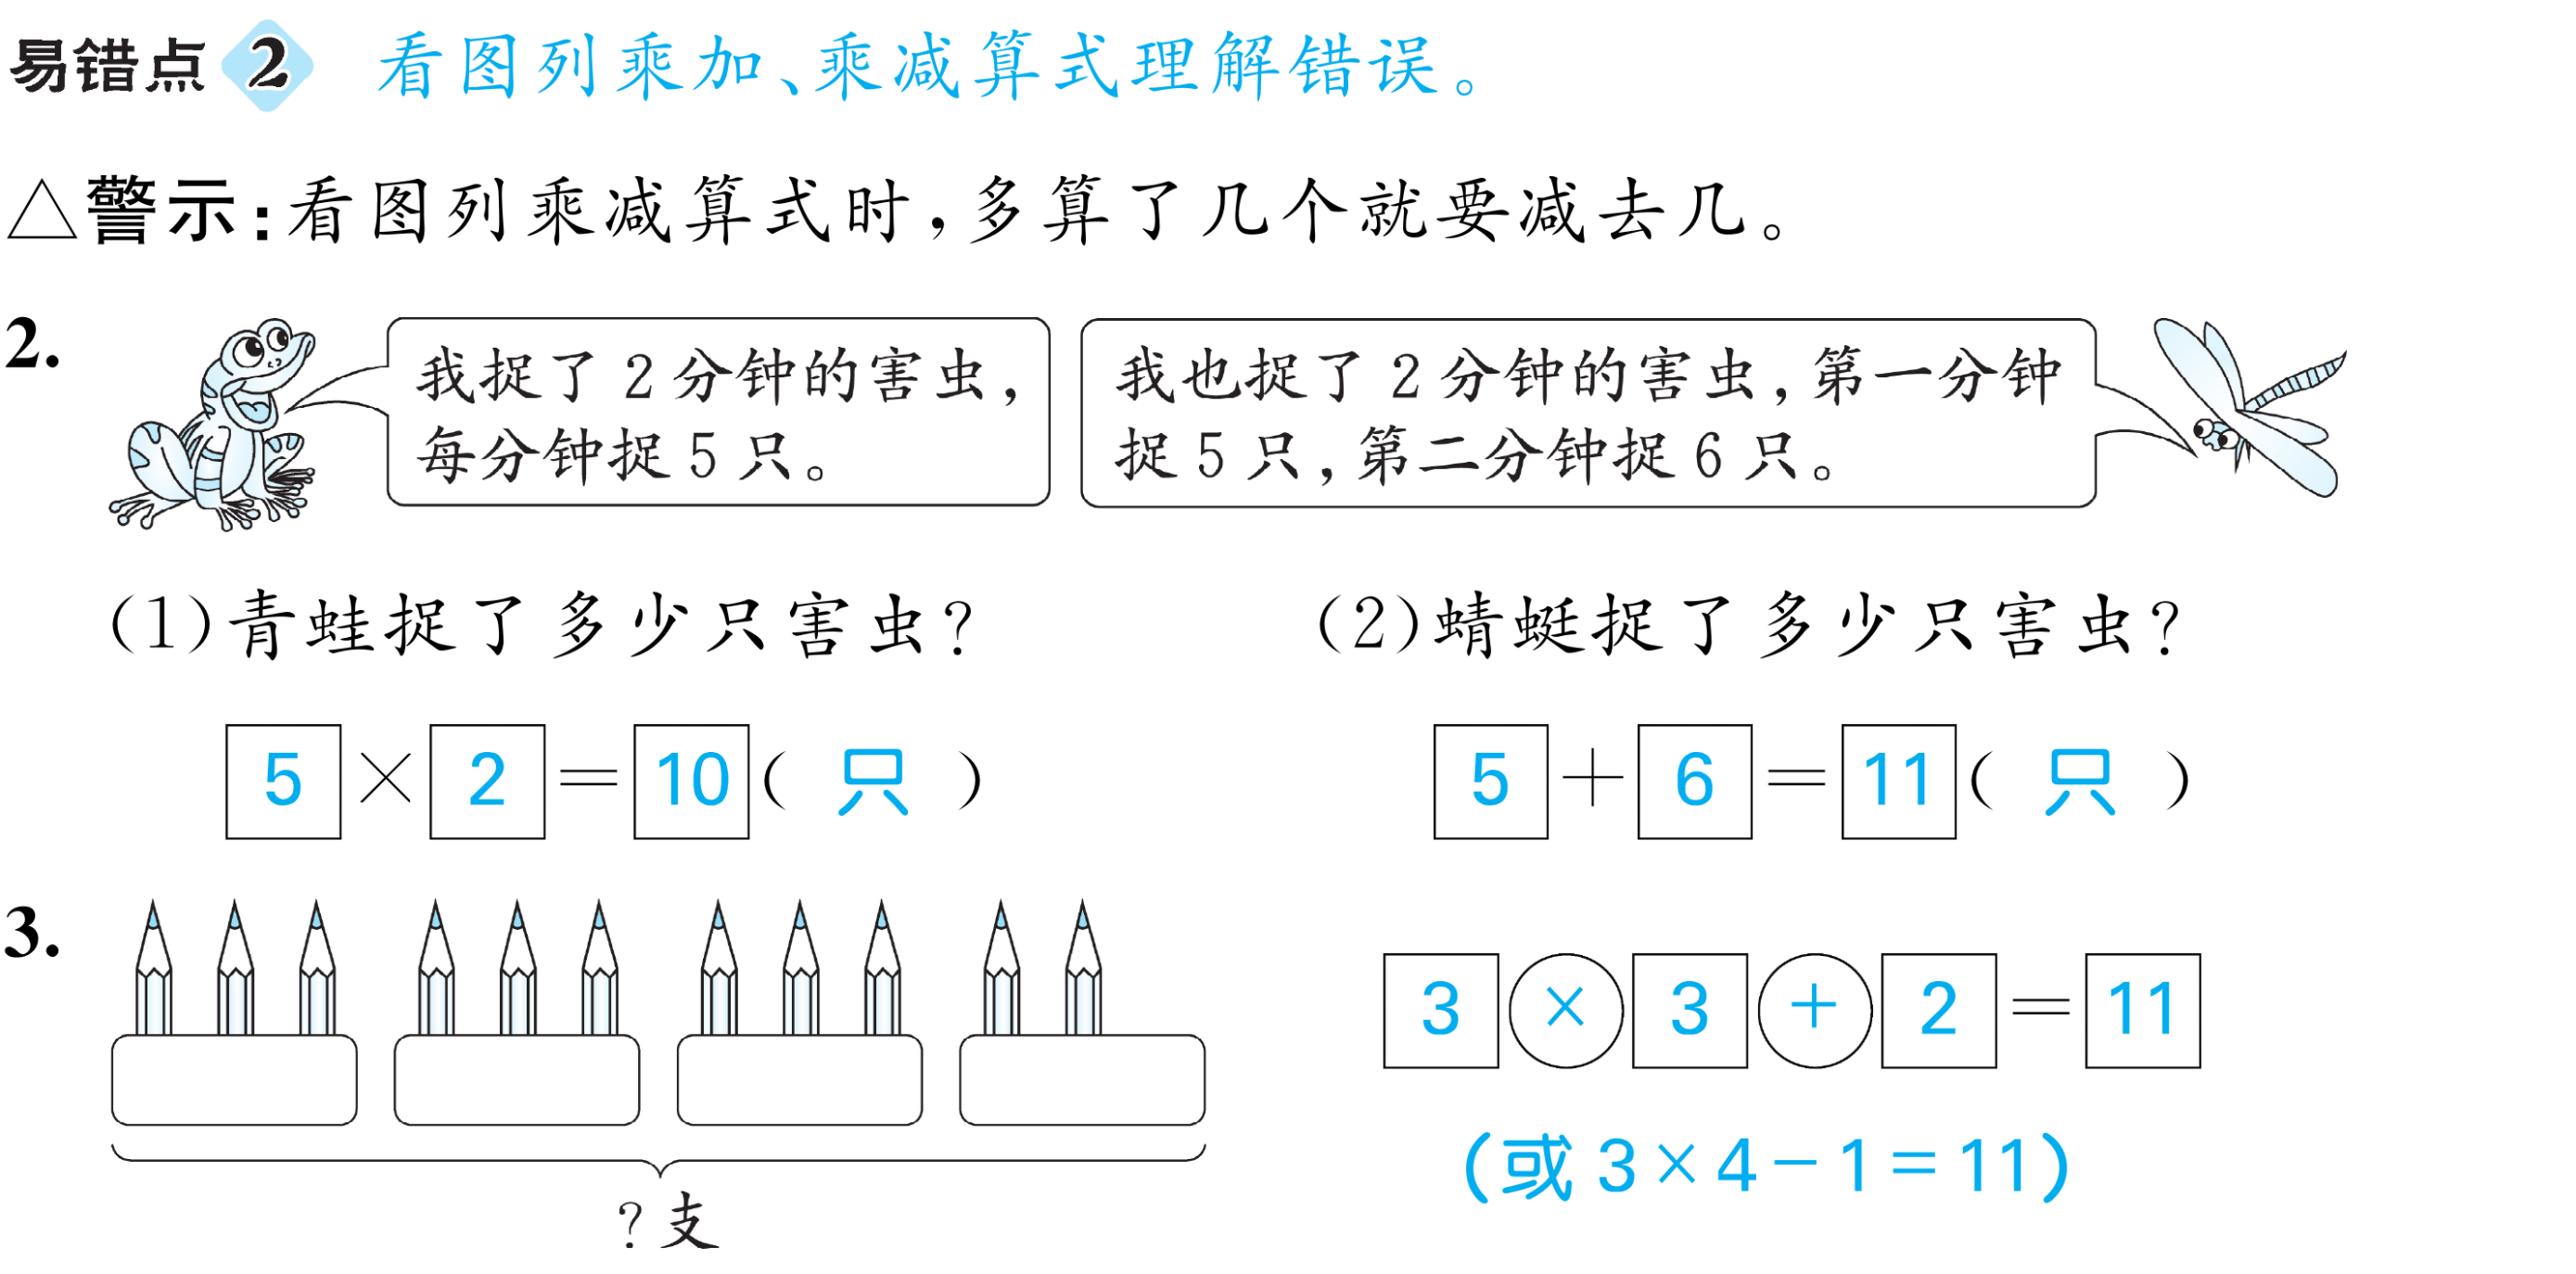 易错点2 看图列乘加、乘减算式理解错误。
△警示：看图列乘减算式时，多算了几个就要减去几。
2.
我捉了2分钟的害虫，
每分钟捉5只。
我也捉了2分钟的害虫，第一分钟
捉5只，第二分钟捉6只。
(1)青蛙捉了多少只害虫?
(2)蜻蜓捉了多少只害虫?
5×2=10(只)
5+6=11(只)
3.
3×3+2=11
(或3×4-1=11)
?支